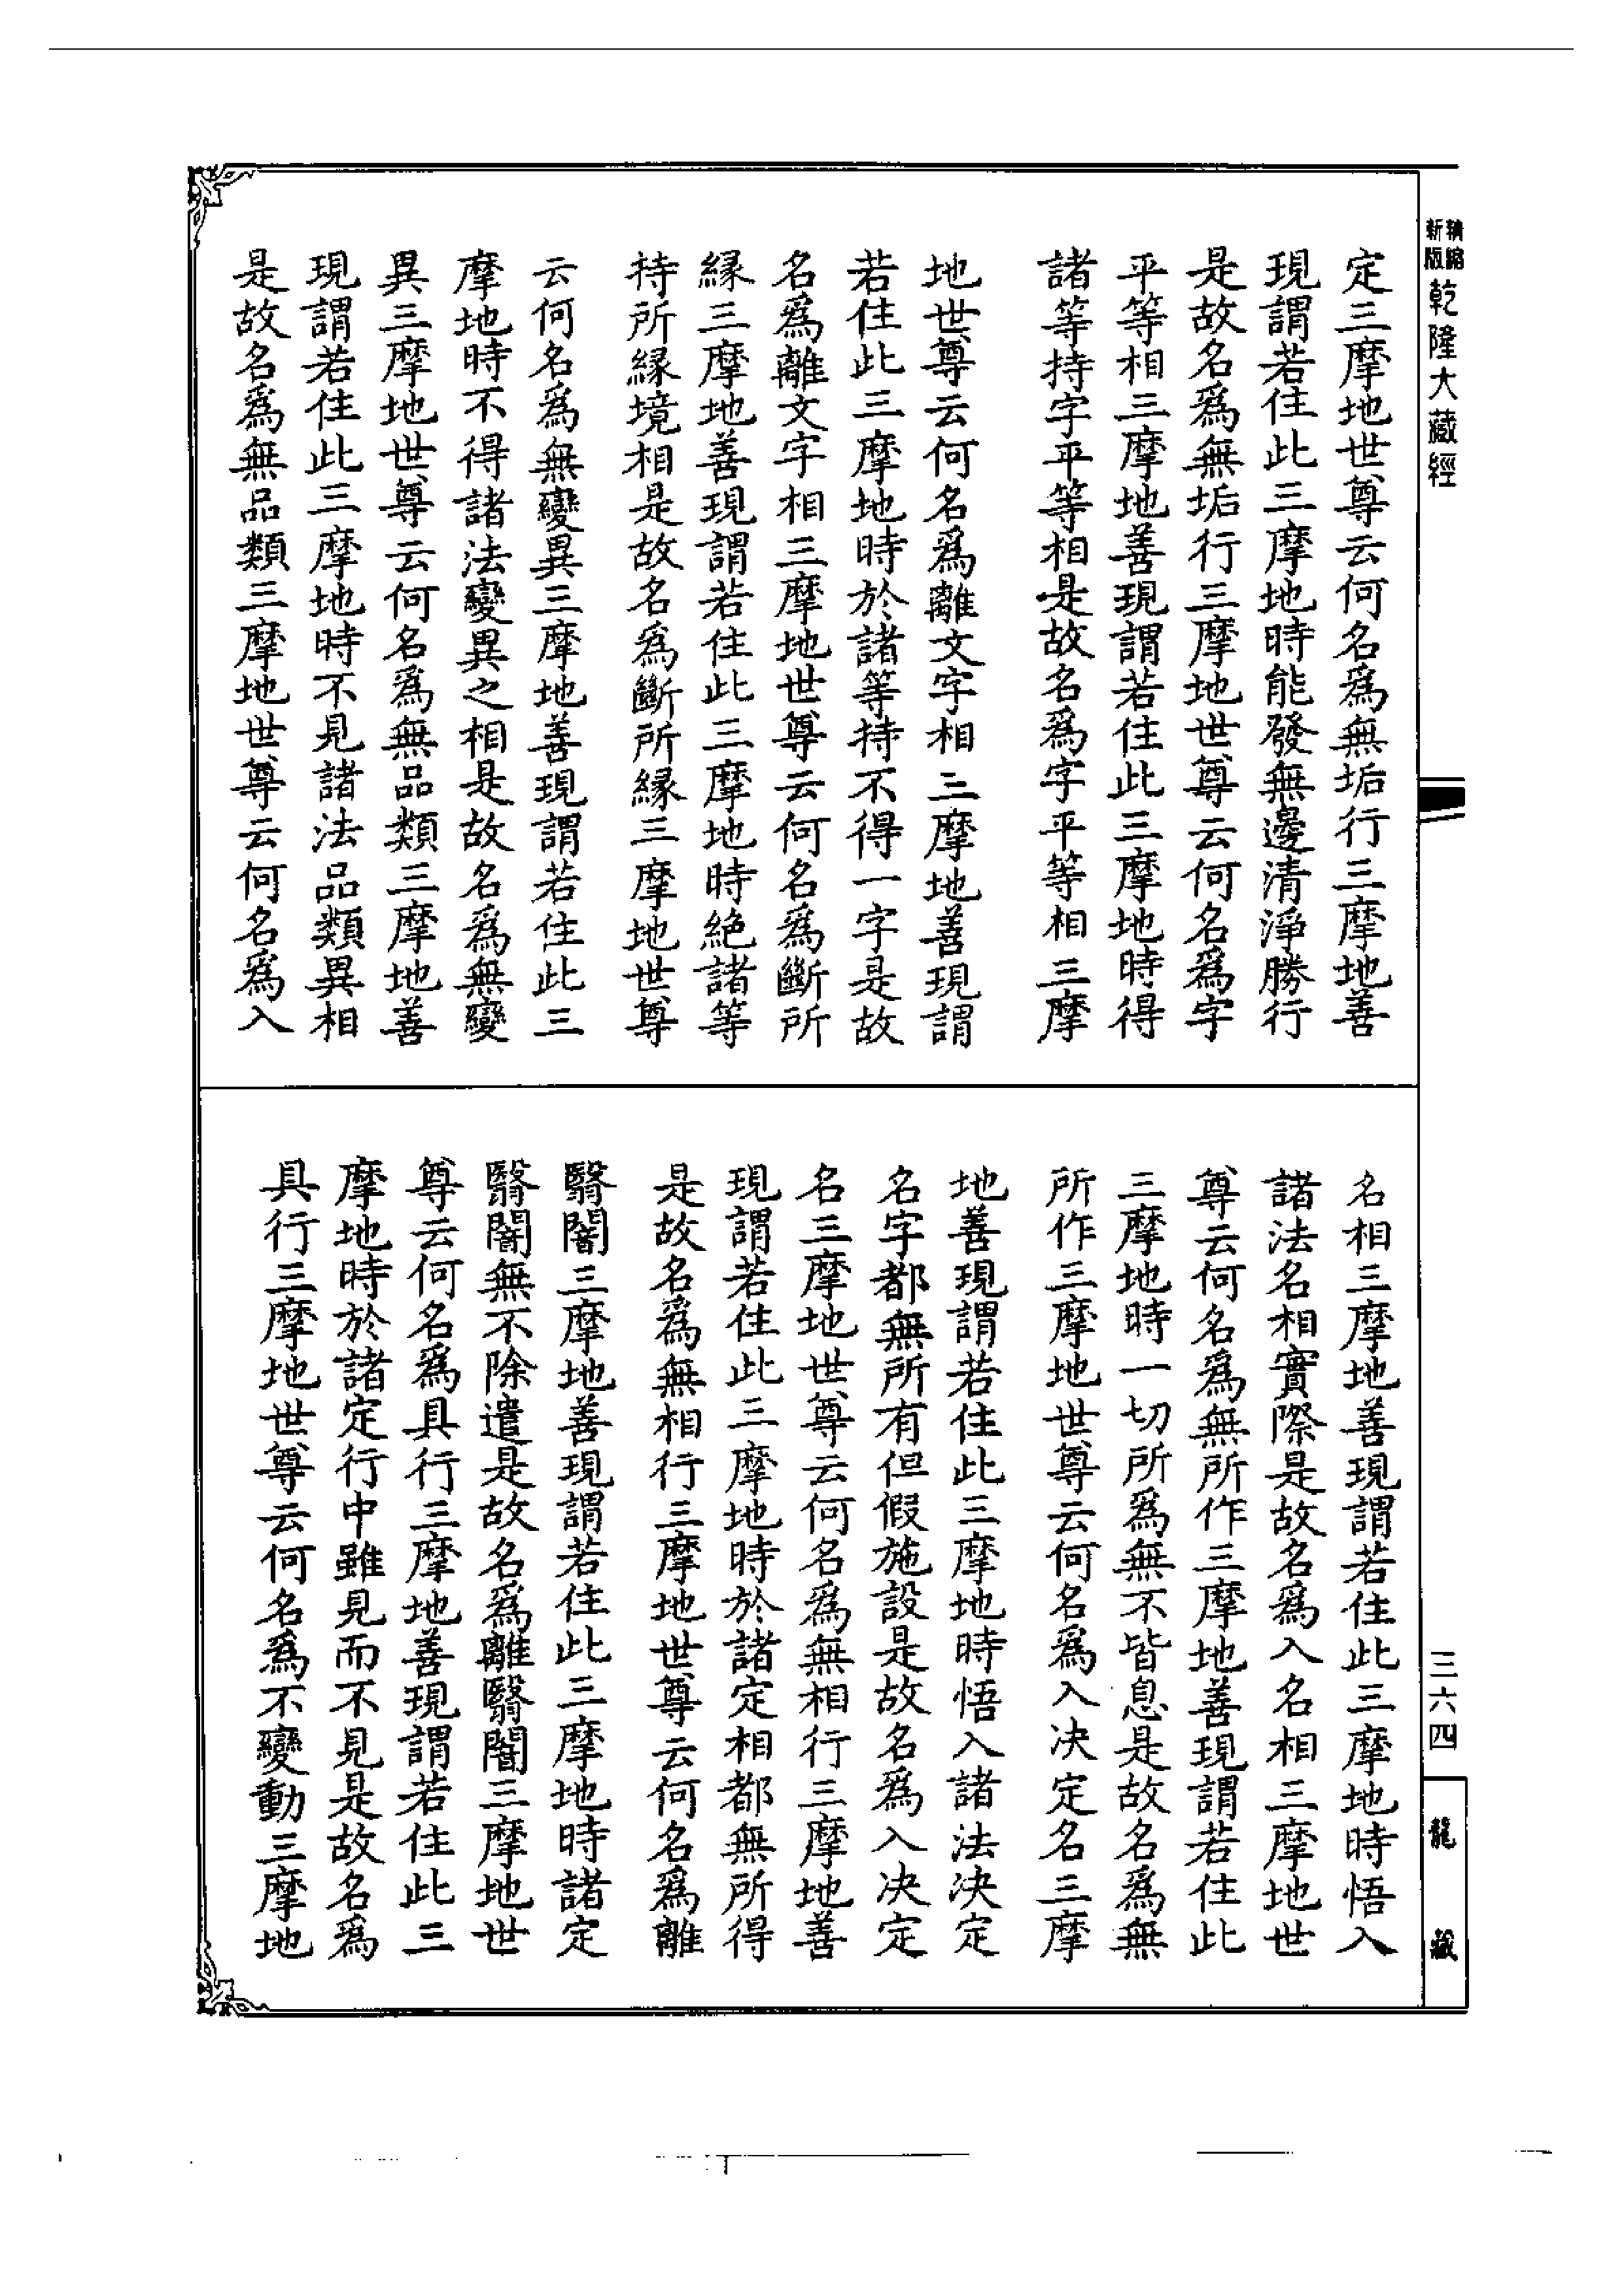 精縮
新版
乾隆大藏經
定三摩地世尊云何名爲無垢行三摩地善
現謂若住此三摩地時能發無邊清淨勝行
是故名爲無垢行三摩地世尊云何名爲字
平等相三摩地善現謂若住此三摩地時得
諸等持字平等相是故名爲字平等相三摩
地世尊云何名爲離文字相三摩地善現謂
若住此三摩地時於諸等持不得一字是故
名爲離文字相三摩地世尊云何名爲斷所
緣三摩地善現謂若住此三摩地時絕諸等
持所緣境相是故名爲斷所緣三摩地世尊
云何名爲無變異三摩地善現謂若住此三
摩地時不得諸法變異之相是故名爲無變
異三摩地世尊云何名爲無品類三摩地善
現謂若住此三摩地時不見諸法品類異相
是故名爲無品類三摩地世尊云何名爲入
名相三摩地善現謂若住此三摩地時悟入
諸法名相實際是故名爲入名相三摩地世
尊云何名爲無所作三摩地善現謂若住此
三摩地時一切所爲無不皆息是故名爲無
所作三摩地世尊云何名爲入决定名三摩
地善現謂若住此三摩地時悟入諸法决定
名字都無所有但假施設是故名爲入决定
名三摩地世尊云何名爲無相行三摩地善
現謂若住此三摩地時於諸定相都無所得
是故名爲無相行三摩地世尊云何名爲離
翳闇三摩地善現謂若住此三摩地時諸定
翳闇無不除遣是故名爲離翳闇三摩地世
尊云何名爲具行三摩地善現謂若住此三
摩地時於諸定行中雖見而不見是故名爲
具行三摩地世尊云何名爲不變動三摩地
三六四
龍藏